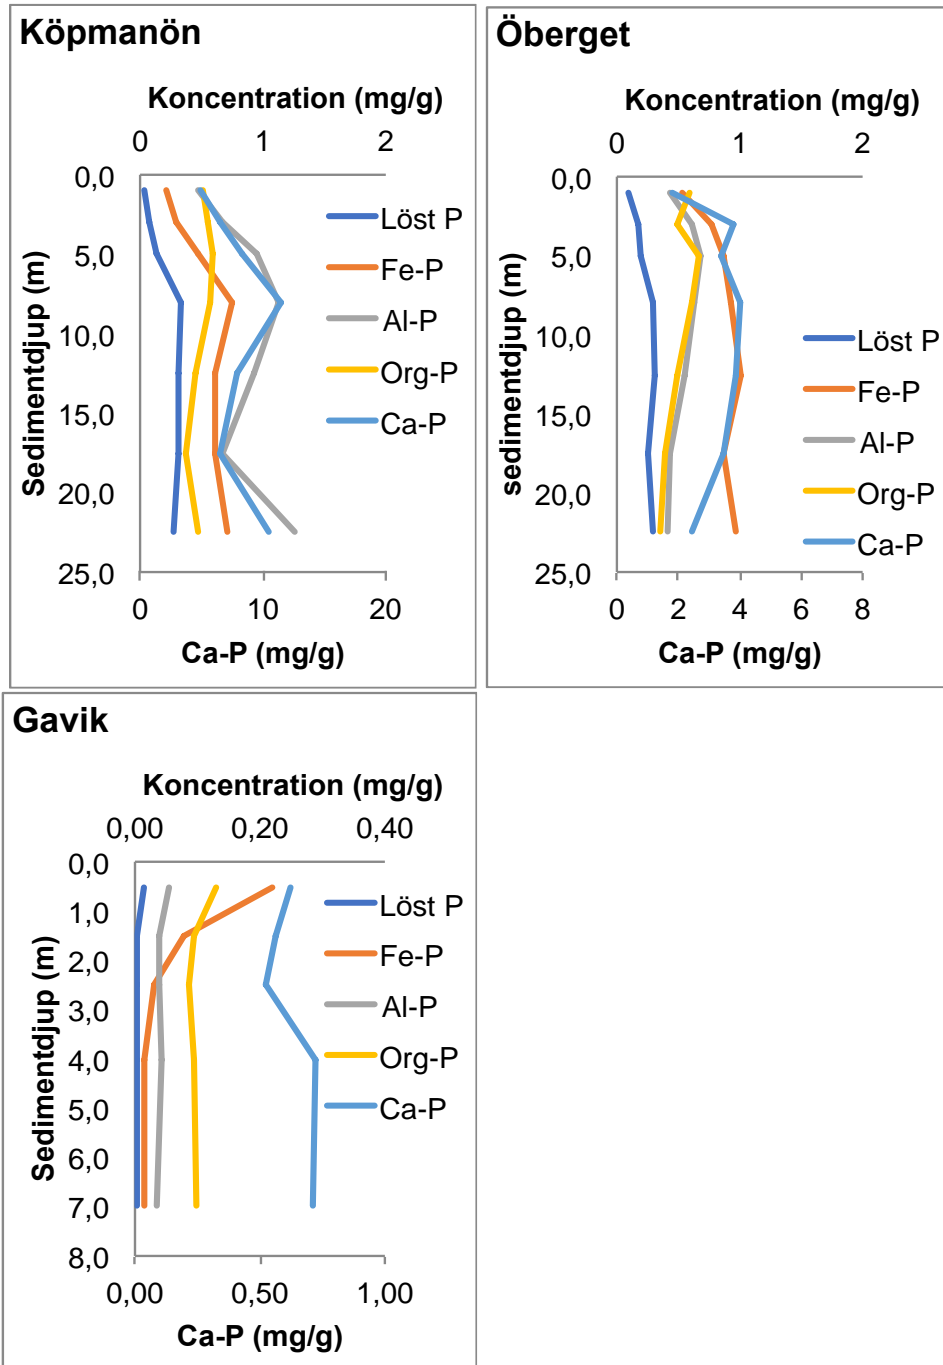 Köpmanön
Koncentration (mg/g)
0 1 2
0,0
5,0
10,0
15,0
20,0
25,0
Sedimentdjup (m)
Löst P
Fe-P
Al-P
Org-P
Ca-P
0 10 20
Ca-P (mg/g)
Öberget
Koncentration (mg/g)
0 1 2
0,0
5,0
10,0
15,0
20,0
25,0
sedimentdjup (m)
Löst P
Fe-P
Al-P
Org-P
Ca-P
0 2 4 6 8
Ca-P (mg/g)
Gavik
Koncentration (mg/g)
0,00 0,20 0,40
0,0
1,0
2,0
3,0
4,0
5,0
6,0
7,0
8,0
Sedimentdjup (m)
Löst P
Fe-P
Al-P
Org-P
Ca-P
0,00 0,50 1,00
Ca-P (mg/g)